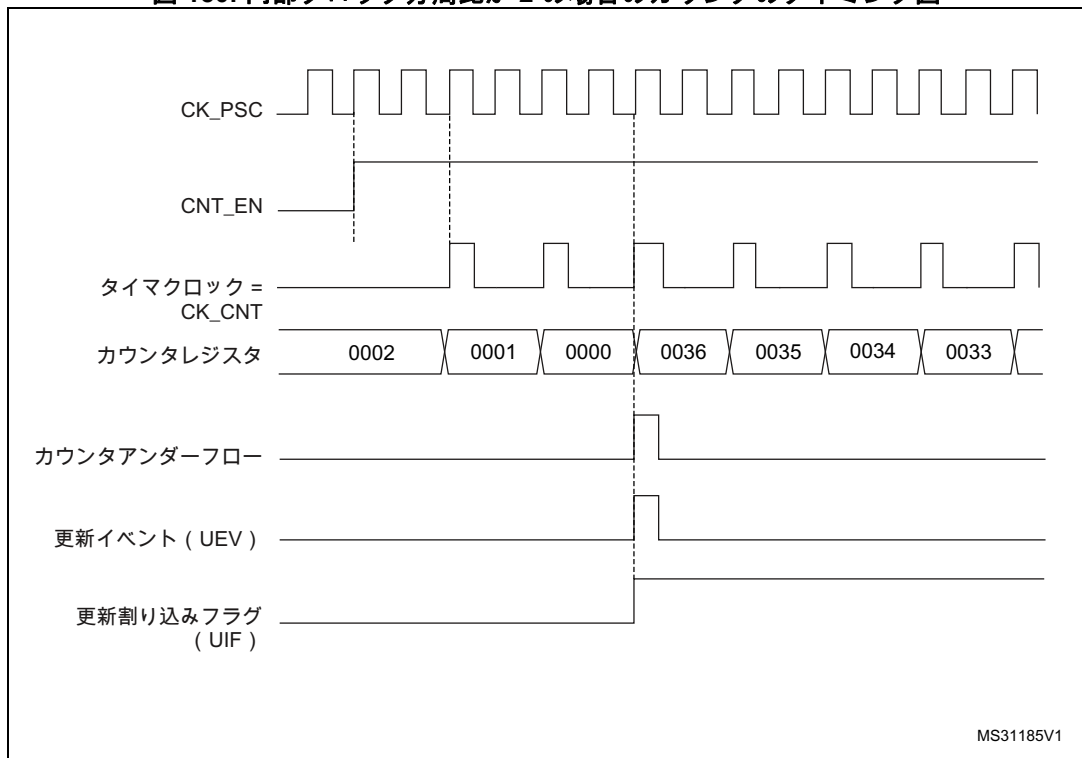 CK_PSC
CNT_EN
タイマクロック =
CK_CNT
カウンタレジスタ
0002
0001
0000
0036
0035
0034
0033
カウンタアンダーフロー
更新イベント ( UEV )
更新割り込みフラグ
( UIF )
MS31185V1